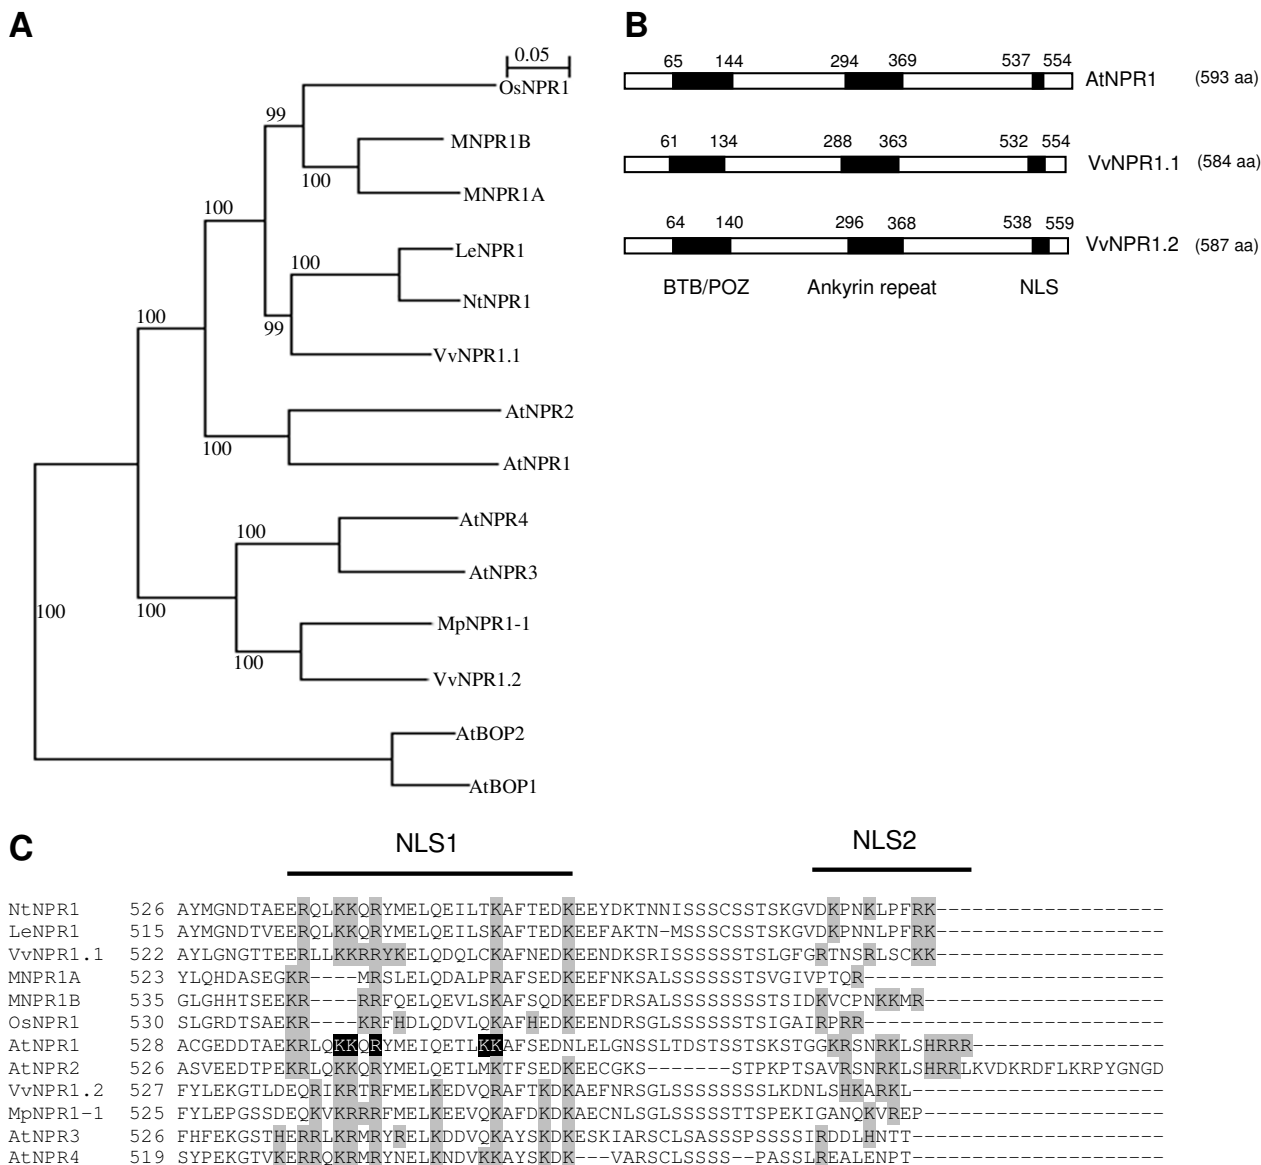 A
0.05
OsNPR1
99
MNPR1B
100
MNPR1A
100
LeNPR1
100
NtNPR1
100
99
VvNPR1.1
AtNPR2
100
AtNPR1
AtNPR4
100
AtNPR3
100
100
MpNPR1-1
100
VvNPR1.2
AtBOP2
AtBOP1
B
65 144 294 369 537 554
AtNPR1 (593 aa)
61 134 288 363 532 554
VvNPR1.1 (584 aa)
64 140 296 368 538 559
VvNPR1.2 (587 aa)
BTB/POZ Ankyrin repeat NLS
C
NLS1 NLS2
NtNPR1 526 AYMGNDTAEERQLKKQRYMELQEILTKAFTEDKEEYDKTNNISSSCSSTSKGVDKPNKLPFRK-------------------
LeNPR1 515 AYMGNDTVEERQLKKQRYMELQEILSKAFTEDKEEFAKTN-MSSSCSSTSKGVDKPNNLPFRK-------------------
VvNPR1.1 522 AYLGNGTTEERLLKKRRYKELQDQLCKAFNEDKEENDKSRISSSSSSTSLGFGRTNSRLSCKK-------------------
MNPR1A 523 YLQHDASEGKR----MRSLELQDALPRAFSEDKEEFNKSALSSSSSSTSVGIVPTQR-------------------------
MNPR1B 535 GLGHHTSEEKR----RRFQELQEVLSKAFSQDKEEFDRSALSSSSSSSSTSIDKVCPNKKMR--------------------
OsNPR1 530 SLGRDTSAEKR----KRFHDLQDVLQKAFHEDKEENDRSGLSSSSSSTSIGAIRPRR-------------------------
AtNPR1 528 ACGEDDTAEKRLQKKQRYMEIQETLKKAFSEDNLELGNSSLTDSTSSTSKSTGGKRSNRKLSHRRR----------------
AtNPR2 526 ASVEEDTPEKRLQKKQRYMELQETLMKTFSEDKEECGKS-------STPKPTSAVRSNRKLSHRRLKVDKRDFLKRPYGNGD
VvNPR1.2 527 FYLEKGTLDEQRIKRTRFMELKEDVQRAFTKDKAEFNRSGLSSSSSSSSLKDNLSHKARKL---------------------
MpNPR1-1 525 FYLEPGSSDEQKVKRRRFMELKEEVQKAFDKDKAECNLSGLSSSSSTTSPEKIGANQKVREP--------------------
AtNPR3 526 FHFEKGSTHERRLKRMRYRELKDDVQKAYSKDKESKIARSCLSASSSPSSSSIRDDLHNTT---------------------
AtNPR4 519 SYPEKGTVKERRQKRMRYNELKNDVKKAYSKDK---VARSCLSSSS--PASSLREALENPT---------------------